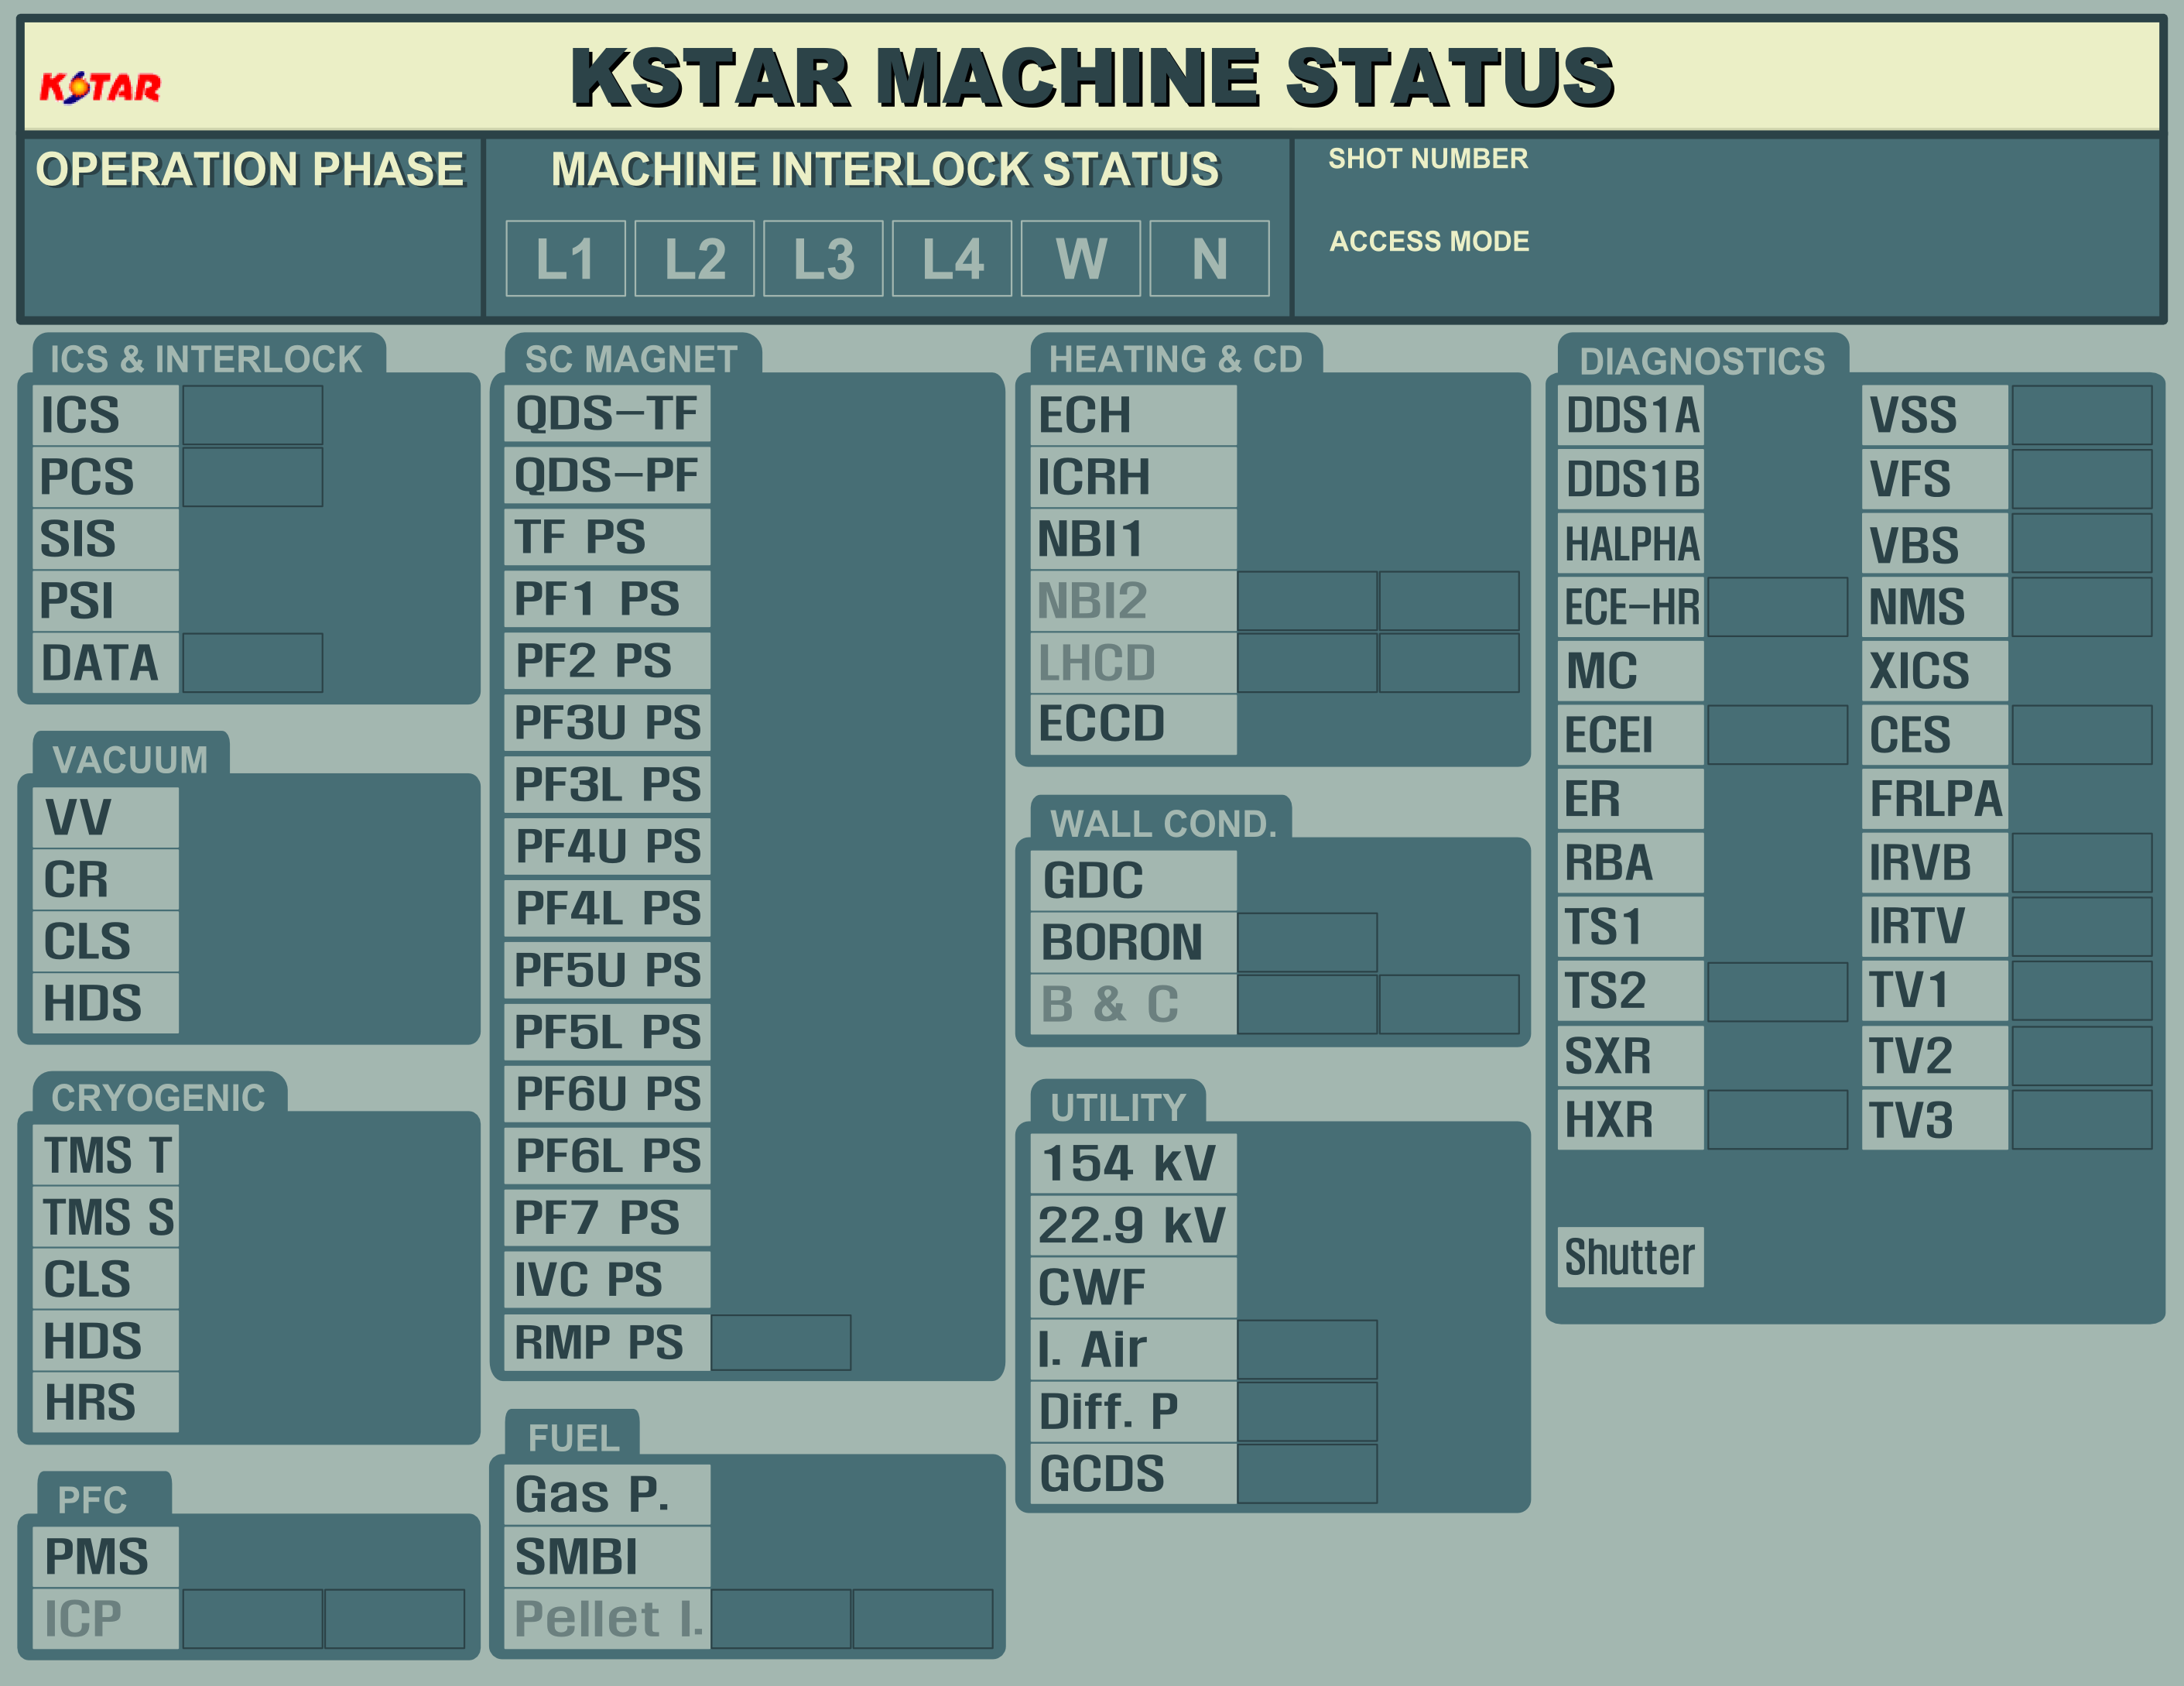 KSTAR
KSTAR MACHINE STATUS
OPERATION PHASE
MACHINE INTERLOCK STATUS
L1 L2 L3 L4 W N
SHOT NUMBER
ACCESS MODE
ICS & INTERLOCK
ICS
PCS
SIS
PSI
DATA
VACUUM
VV
CR
CLS
HDS
CRYOGENIC
TMS T
TMS S
CLS
HDS
HRS
PFC
PMS
ICP
SC MAGNET
QDS-TF
QDS-PF
TF PS
PF1 PS
PF2 PS
PF3U PS
PF3L PS
PF4U PS
PF4L PS
PF5U PS
PF5L PS
PF6U PS
PF6L PS
PF7 PS
IVC PS
RMP PS
FUEL
Gas P.
SMBI
Pellet I.
HEATING & CD
ECH
ICRH
NBI1
NBI2
LHCD
ECCD
WALL COND.
GDC
BORON
B & C
UTILITY
154 kV
22.9 kV
CWF
I. Air
Diff. P
GCDS
DIAGNOSTICS
DDS1A
DDS1B
HALPHA
ECE-HR
MC
ECEI
ER
RBA
TS1
TS2
SXR
HXR
Shutter
VSS
VFS
VBS
NMS
XICS
CES
FRLPA
IRVB
IRTV
TV1
TV2
TV3